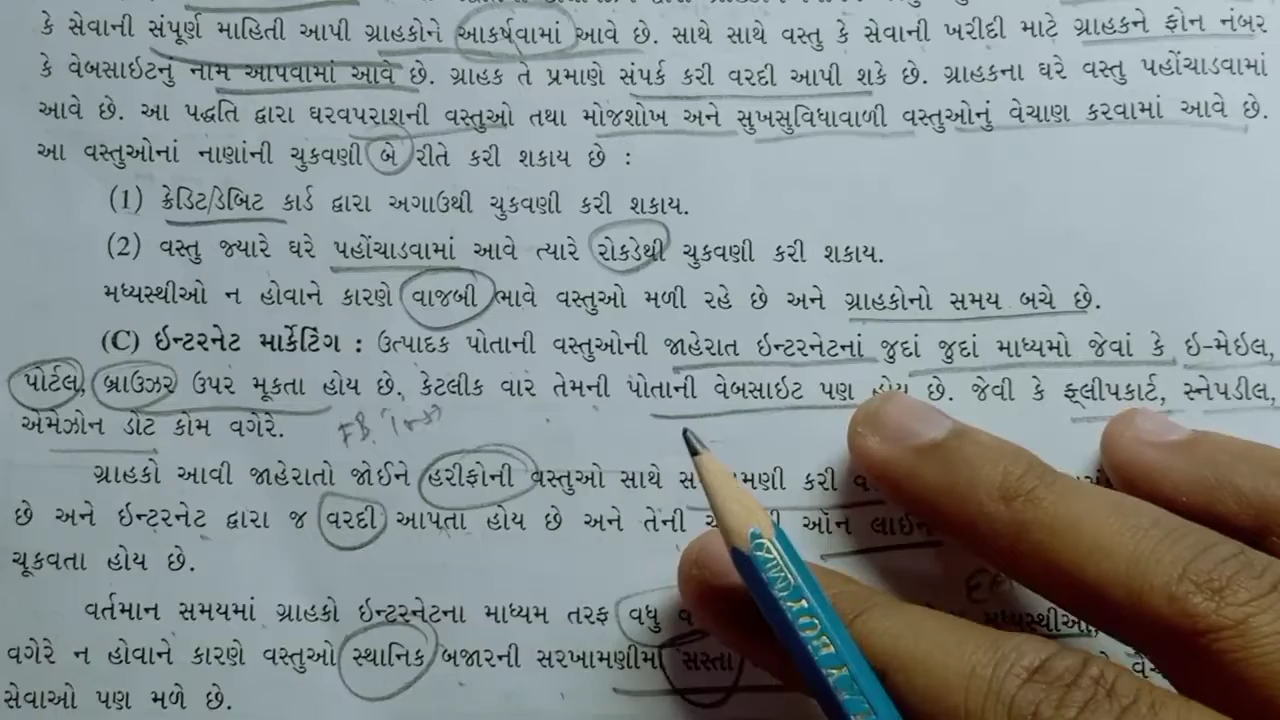 કે સેવાની સંપૂર્ણ માહિતી આપી ગ્રાહકોને આકર્ષવામાં આવે છે. સાથે સાથે વસ્તુ કે સેવાની ખરીદી માટે ગ્રાહકને ફોન નંબર
કે વેબસાઇટનું નામ આપવામાં આવે છે. ગ્રાહક તે પ્રમાણે સંપર્ક કરી વરદી આપી શકે છે. ગ્રાહકના ઘરે વસ્તુ પહોંચાડવામાં
આવે છે. આ પદ્ધતિ દ્વારા ઘરવપરાશની વસ્તુઓ તથા મોજશોખ અને સુખસુવિધાવાળી વસ્તુઓનું વેચાણ કરવામાં આવે છે.
આ વસ્તુઓનાં નાણાંની ચુકવણી બે રીતે કરી શકાય છે :
(1) ક્રેડિટ/ડેબિટ કાર્ડ દ્વારા અગાઉથી ચુકવણી કરી શકાય.
(2) વસ્તુ જ્યારે ઘરે પહોંચાડવામાં આવે ત્યારે રોકડેથી ચુકવણી કરી શકાય.
મધ્યસ્થીઓ ન હોવાને કારણે વાજબી ભાવે વસ્તુઓ મળી રહે છે અને ગ્રાહકોનો સમય બચે છે.
(C) ઇન્ટરનેટ માર્કેટિંગ : ઉત્પાદક પોતાની વસ્તુઓની જાહેરાત ઇન્ટરનેટનાં જુદાં જુદાં માધ્યમો જેવાં કે ઇ-મેઇલ,
પોર્ટલ, બ્રાઉઝર ઉપર મૂકતા હોય છે. કેટલીક વાર તેમની પોતાની વેબસાઇટ પણ હોય છે. જેવી કે ફ્લીપકાર્ટ, સ્નેપડીલ,
એમેઝોન ડોટ કોમ વગેરે.
FB.
ગ્રાહકો આવી જાહેરાતો જોઈને હરીફોની વસ્તુઓ સાથે કરી
છે અને ઇન્ટરનેટ દ્વારા જ વરદી આપતા હોય છે અને તેની ઑન લાઇન
ચૂકવતા હોય છે.
વર્તમાન સમયમાં ગ્રાહકો ઇન્ટરનેટના માધ્યમ તરફ વધુ મધ્યસ્થીઓ,
વગેરે ન હોવાને કારણે વસ્તુઓ સ્થાનિક બજારની સરખામણીમાં સસ્તા
સેવાઓ પણ મળે છે.